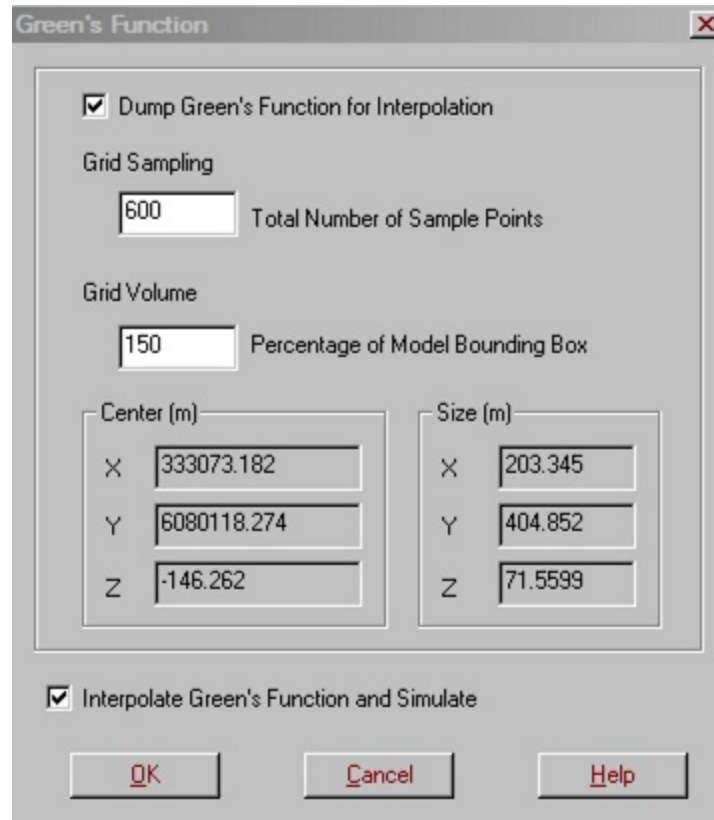 Green's Function
Dump Green's Function for Interpolation
Grid Sampling
600 Total Number of Sample Points
Grid Volume
150 Percentage of Model Bounding Box
Center (m) Size (m)
X 333073.182 X 203.345
Y 6080118.274 Y 404.852
Z -146.262 Z 71.5599
Interpolate Green's Function and Simulate
OK Cancel Help